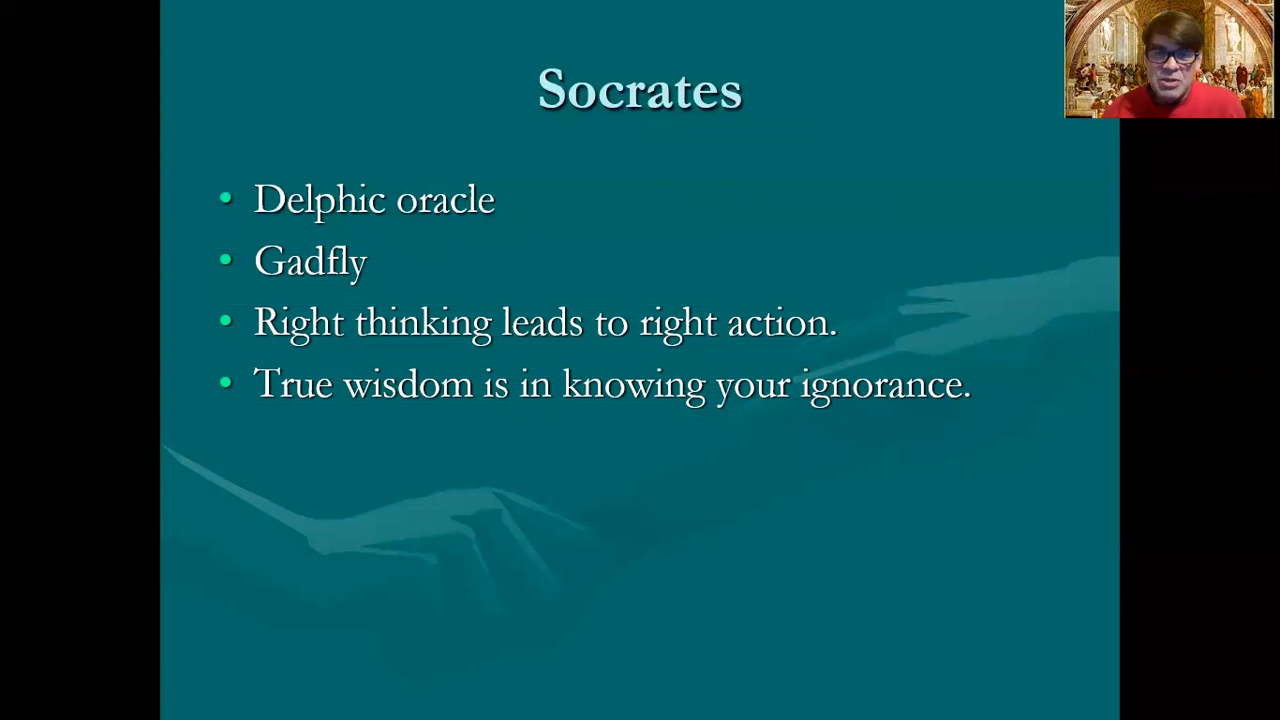 Socrates
• Delphic oracle
• Gadfly
• Right thinking leads to right action.
• True wisdom is in knowing your ignorance.